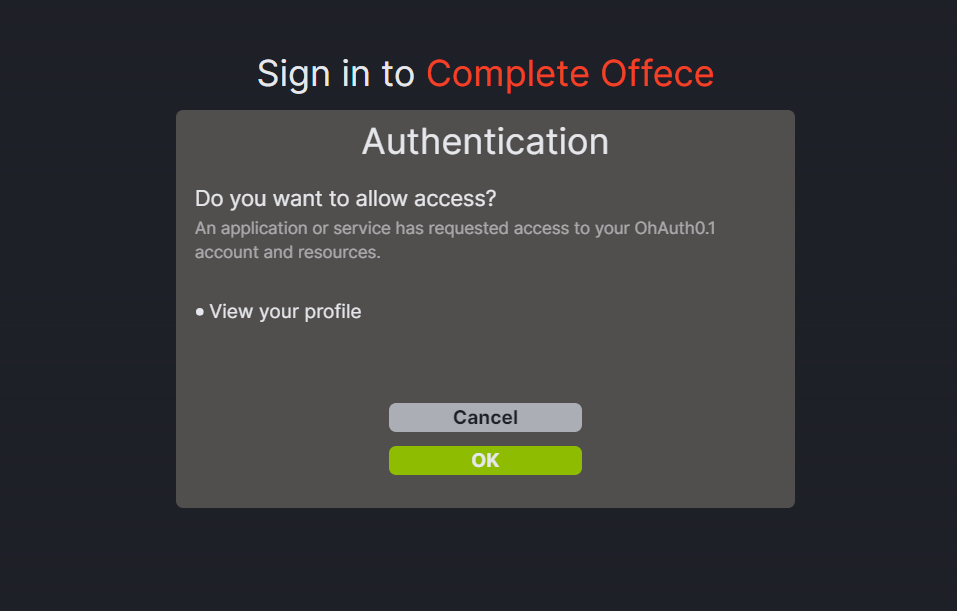 Sign in to Complete Offece
Authentication
Do you want to allow access?
An application or service has requested access to your OhAuth0.1
account and resources.
• View your profile
Cancel
OK